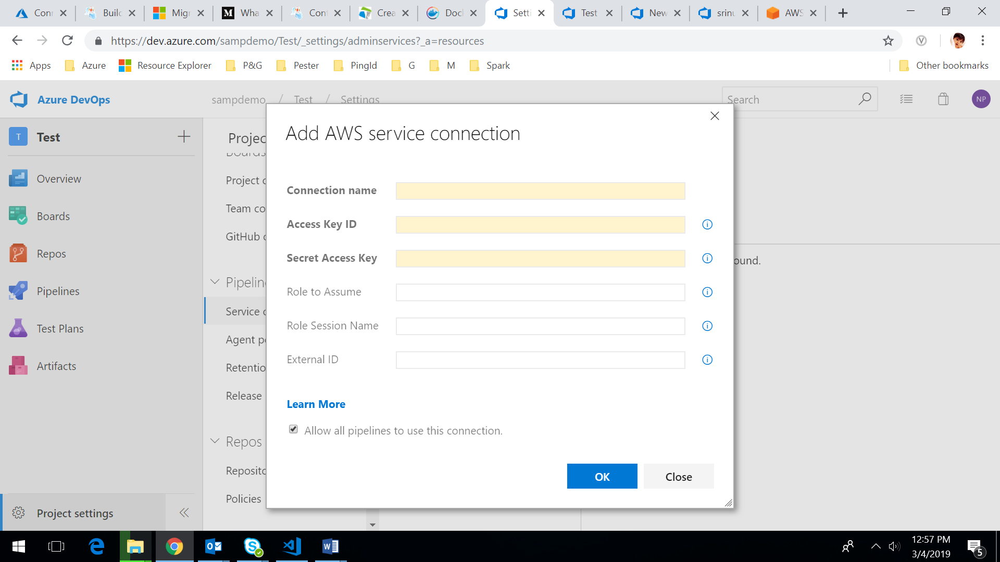 Conr
Build
Migr
M Wha
Cont
Crea
Dock
Setti
Test
New
srinu
AWS
https://dev.azure.com/sampdemo/Test/_settings/adminservices?_a=resources
Apps
Azure
Resource Explorer
P&G
Pester
PingId
G
M
Spark
Other bookmarks
Azure DevOps
sampdemo / Test / Settings
Search
NP
T Test
Overview
Boards
Repos
Pipelines
Test Plans
Artifacts
Project settings
Projec
Boards
Project c
Team co
GitHub c
Pipelin
Service c
Agent p
Retentio
Release
Repos
Reposito
Policies
ound.
Add AWS service connection
Connection name
Access Key ID
Secret Access Key
Role to Assume
Role Session Name
External ID
Learn More
Allow all pipelines to use this connection.
OK
Close
12:57 PM
3/4/2019
5